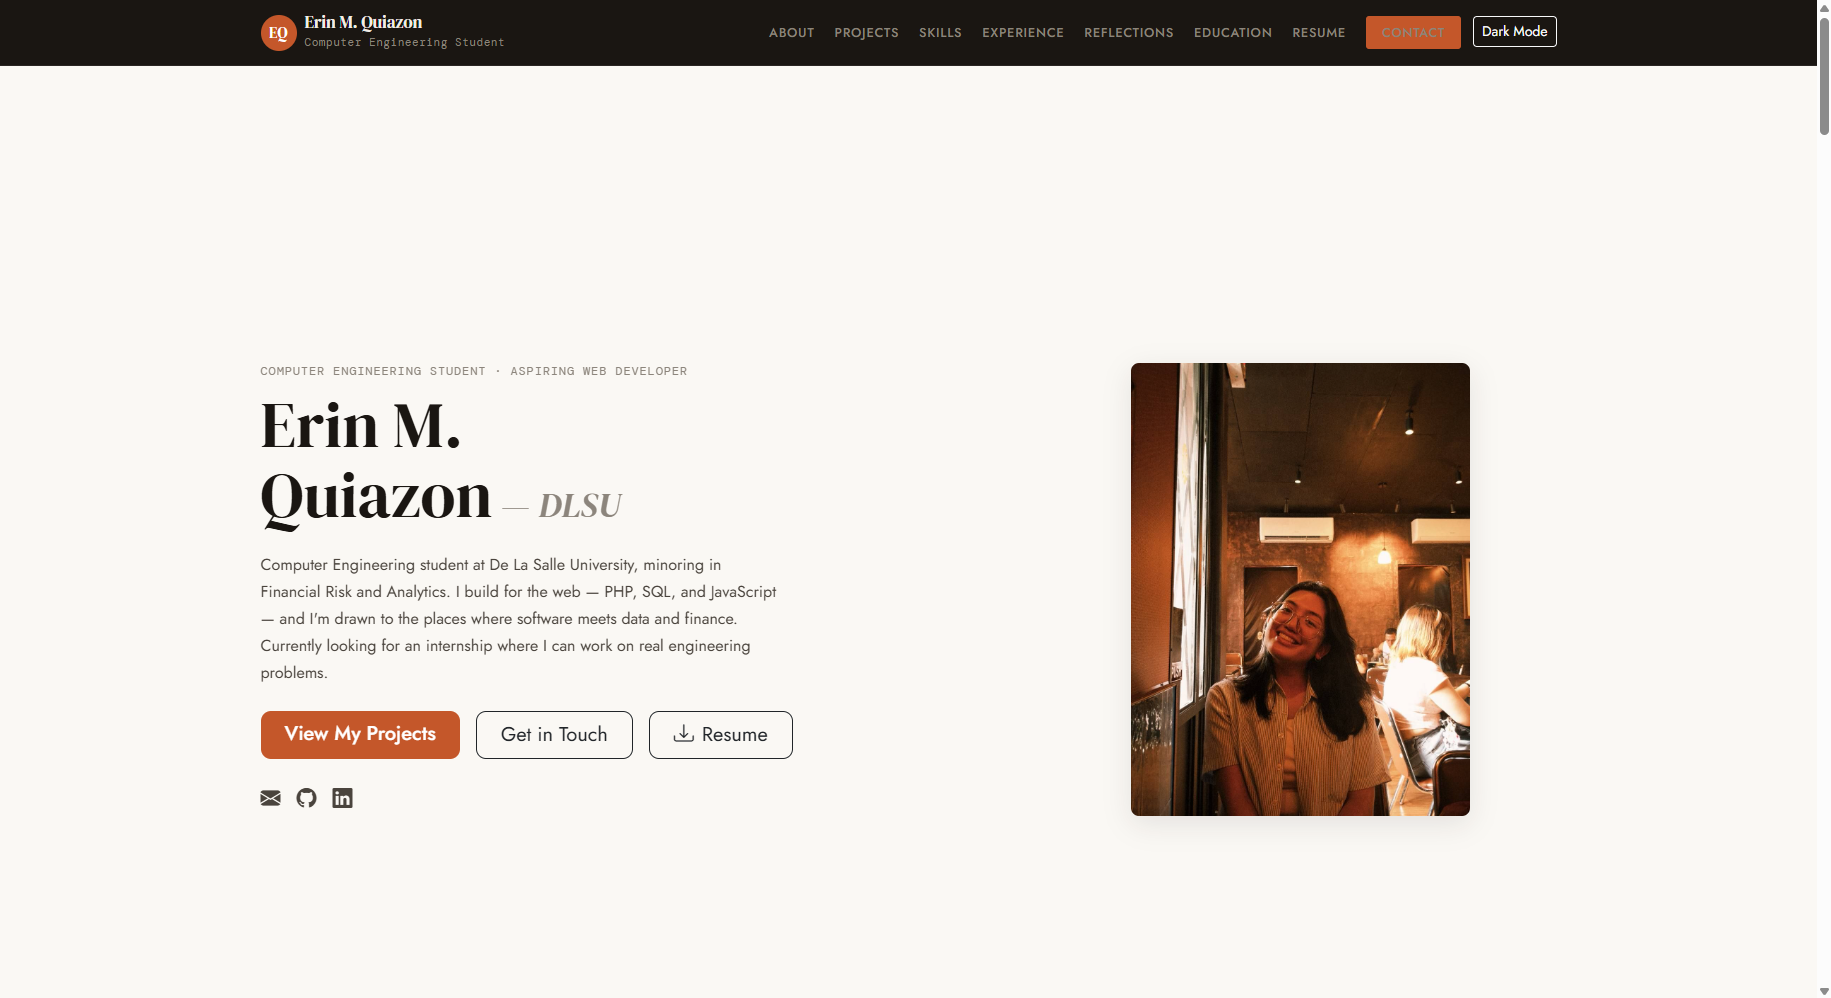 EQ
Erin M. Quiazon
Computer Engineering Student
ABOUT
PROJECTS
SKILLS
EXPERIENCE
REFLECTIONS
EDUCATION
RESUME
CONTACT
Dark Mode
COMPUTER ENGINEERING STUDENT · ASPIRING WEB DEVELOPER
Erin M.
Quiazon — DLSU
Computer Engineering student at De La Salle University, minoring in
Financial Risk and Analytics. I build for the web — PHP, SQL, and JavaScript
— and I'm drawn to the places where software meets data and finance.
Currently looking for an internship where I can work on real engineering
problems.
View My Projects
Get in Touch
Resume
in